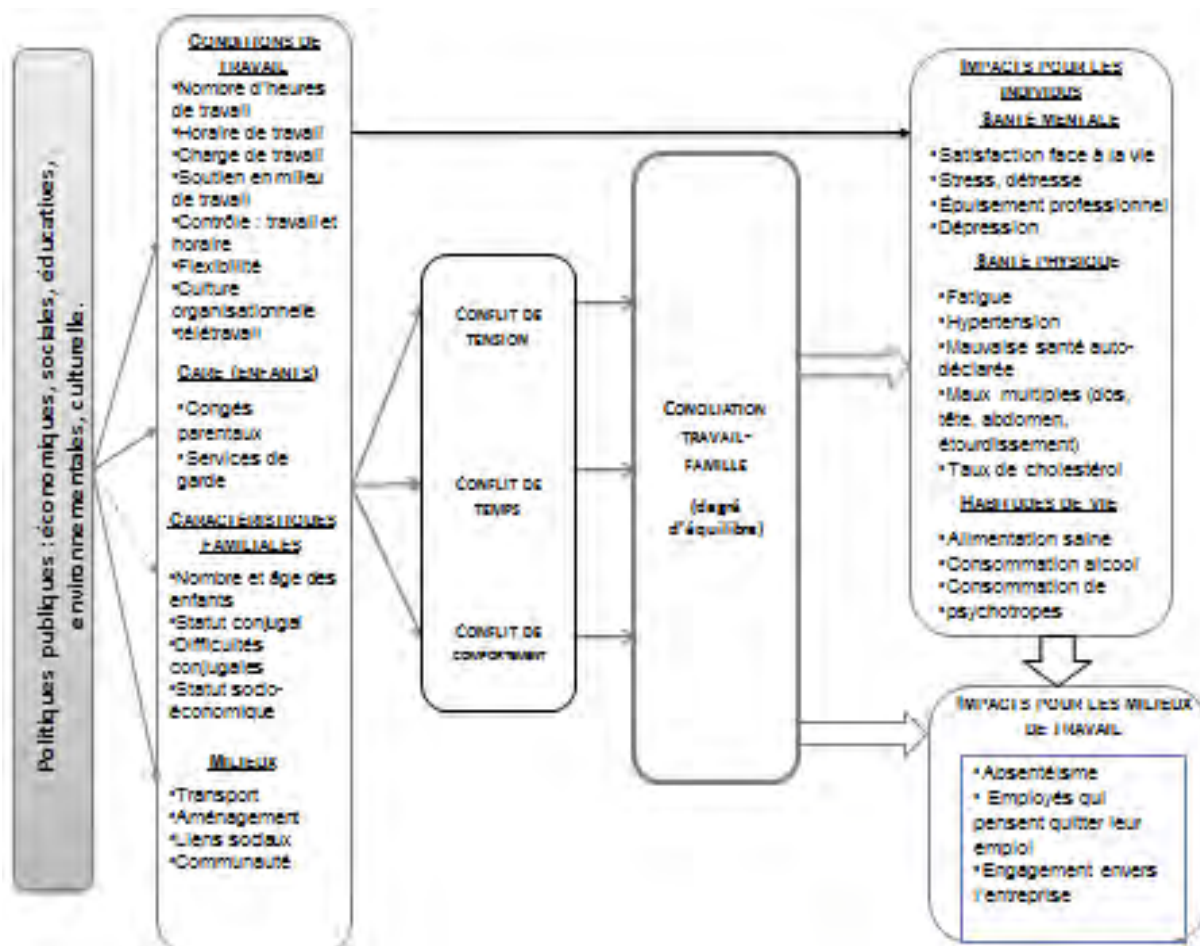 Politiques publiques : économiques, sociales, éducatives,
environnementales, culturelle.
CONDITIONS DE
TRAVAIL
•Nombre d'heures
de travail
•Horaire de travail
•Charge de travail
•Soutien en milieu
de travail
•Contrôle : travail et
horaire
•Flexibilité
•Culture
organisationnelle
•télétravail
CARE (ENFANTS)
•Congés
parentaux
•Services de
garde
CARACTÉRISTIQUES
FAMILIALES
•Nombre et âge des
enfants
•Statut conjugal
•Difficultés
conjugales
•Statut socio-
économique
MILIEUX
•Transport
•Aménagement
•Liens sociaux
•Communauté
CONFLIT DE
TENSION
CONFLIT DE
TEMPS
CONFLIT DE
COMPORTEMENT
CONCILIATION
TRAVAIL-
FAMILLE
(degré
d'équilibre)
IMPACTS POUR LES
INDIVIDUS
SANTÉ MENTALE
•Satisfaction face à la vie
•Stress, détresse
•Épuisement professionnel
•Dépression
SANTÉ PHYSIQUE
•Fatigue
•Hypertension
•Mauvaise santé auto-
déclarée
•Maux multiples (dos,
tête, abdomen,
étourdissement)
•Taux de cholestérol
HABITUDES DE VIE
•Alimentation saine
•Consommation alcool
•Consommation de
psychotropes
IMPACTS POUR LES MILIEUX
DE TRAVAIL
•Absentéisme
• Employés qui
pensent quitter leur
emploi
•Engagement envers
l'entreprise